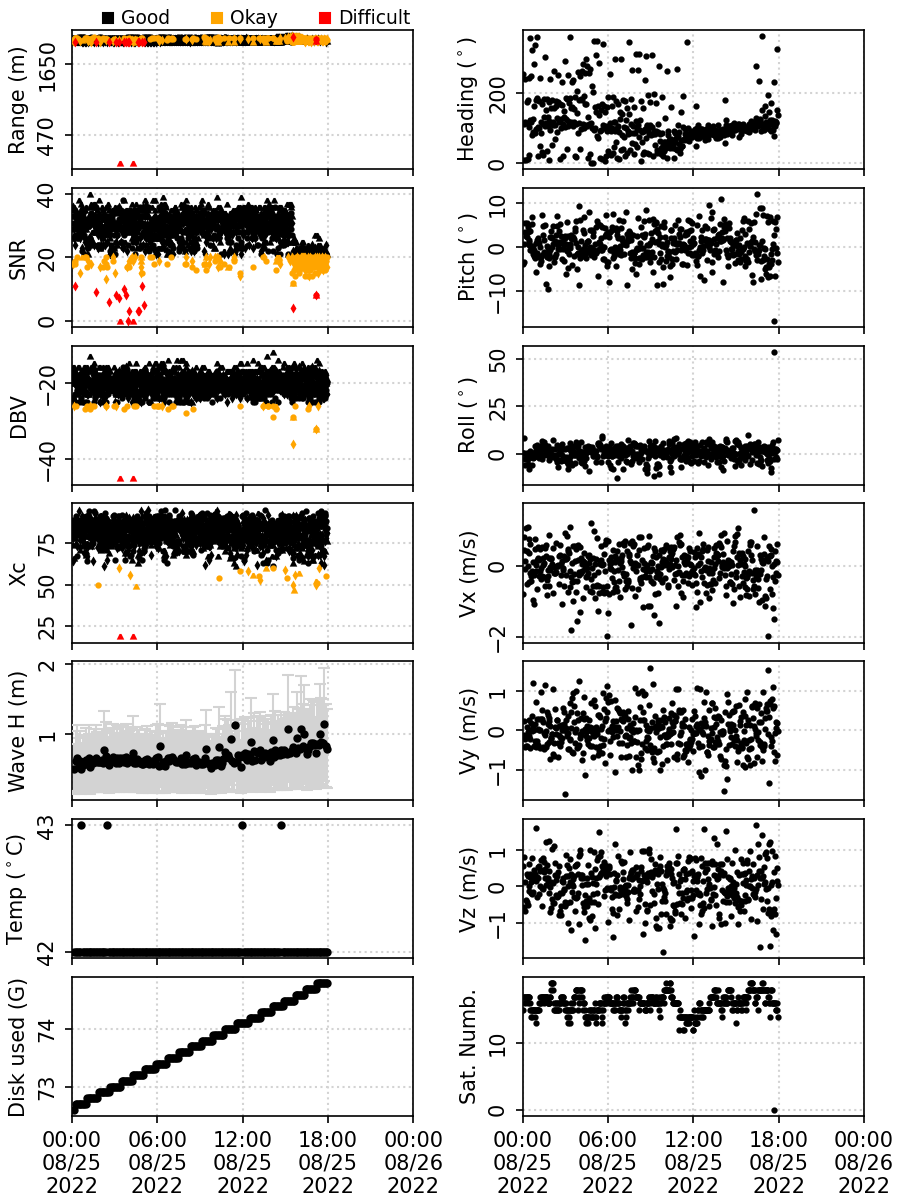 Good Okay Difficult
Range (m)
1650
470
Heading (°)
200
0
SNR
40
20
0
Pitch (°)
10
0
−10
DBV
−20
−40
Roll (°)
50
25
0
Xc
75
50
25
Vx (m/s)
0
−2
Wave H (m)
2
1
Vy (m/s)
1
0
−1
Temp (°C)
43
42
Vz (m/s)
1
0
−1
Disk used (G)
74
73
Sat. Numb.
10
0
00:00 06:00 12:00 18:00 00:00
08/25 08/25 08/25 08/25 08/26
2022 2022 2022 2022 2022
00:00 06:00 12:00 18:00 00:00
08/25 08/25 08/25 08/25 08/26
2022 2022 2022 2022 2022